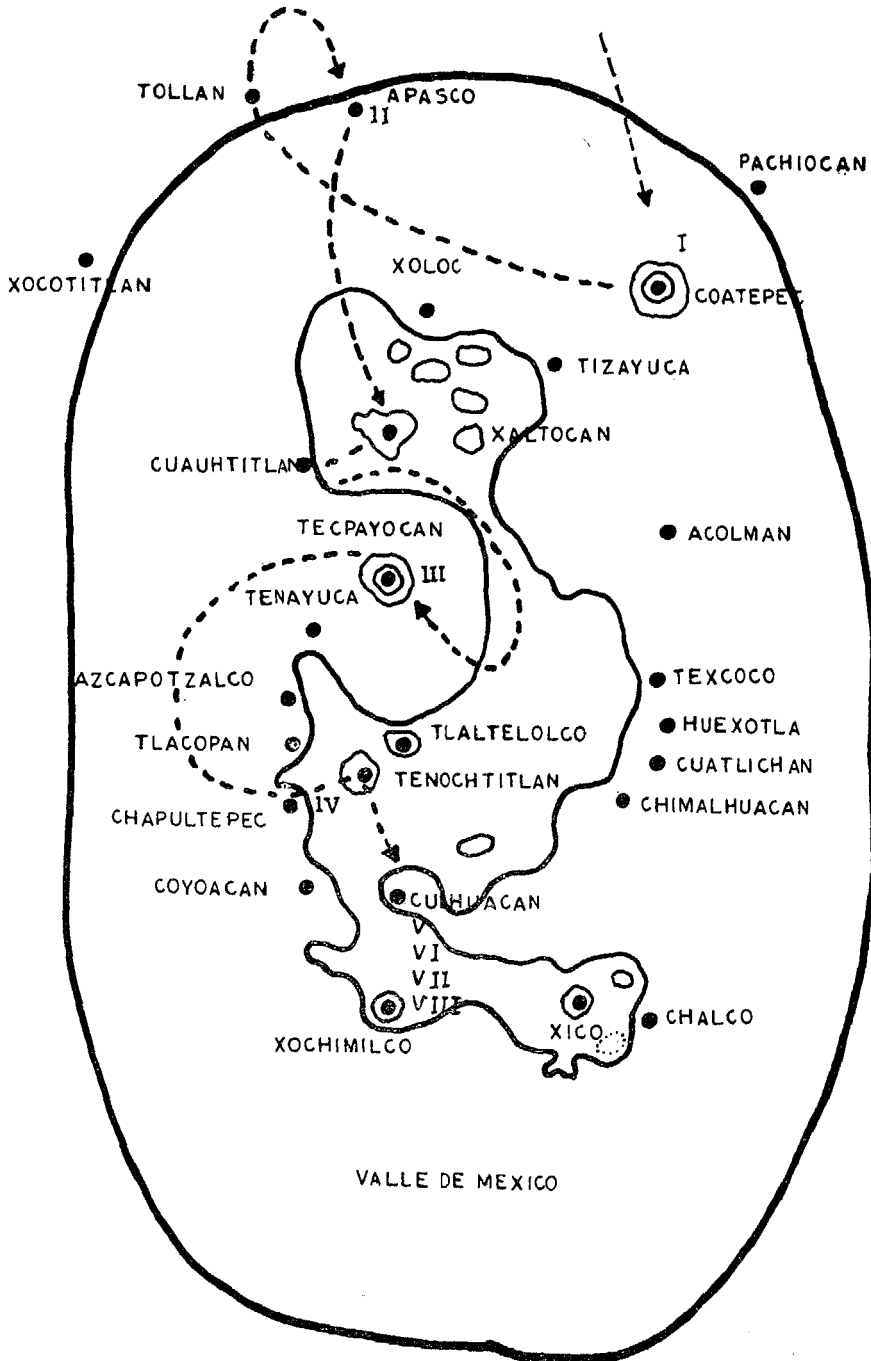 TOLLAN
APASCO
II
PACHIOCAN
I
XOCOTITLAN
XOLOC
COATEPEC
TIZAYUCA
XALTOCAN
CUAUHTITLAN
TECPAYOCAN
ACOLMAN
III
TENAYUCA
AZCAPOTZALCO
TEXCOCO
TLACOPAN
TLALTELOLCO
HUEXOTLA
TENOCHTITLAN
CUATLICHAN
CHAPULTEPEC
IV
CHIMALHUACAN
COYOACAN
CULHUACAN
V
VI
VII
VIII
XOCHIMILCO
XICO
CHALCO
VALLE DE MEXICO